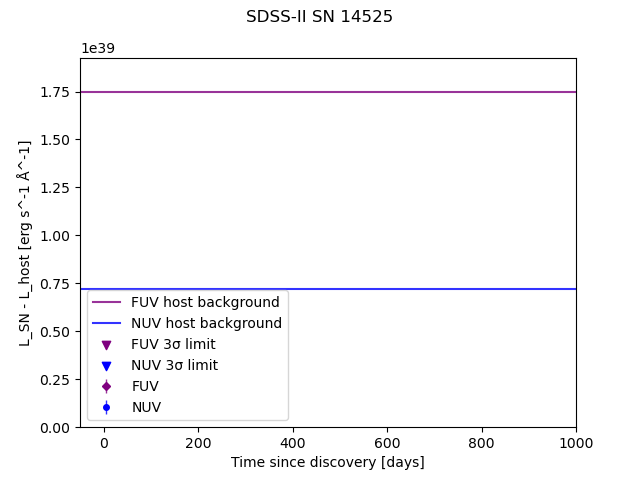 SDSS-II SN 14525
1e39
1.75
1.50
1.25
1.00
0.75
0.50
0.25
0.00
L_SN - L_host [erg s^-1 Å^-1]
FUV host background
NUV host background
FUV 3σ limit
NUV 3σ limit
FUV
NUV
0 200 400 600 800 1000
Time since discovery [days]